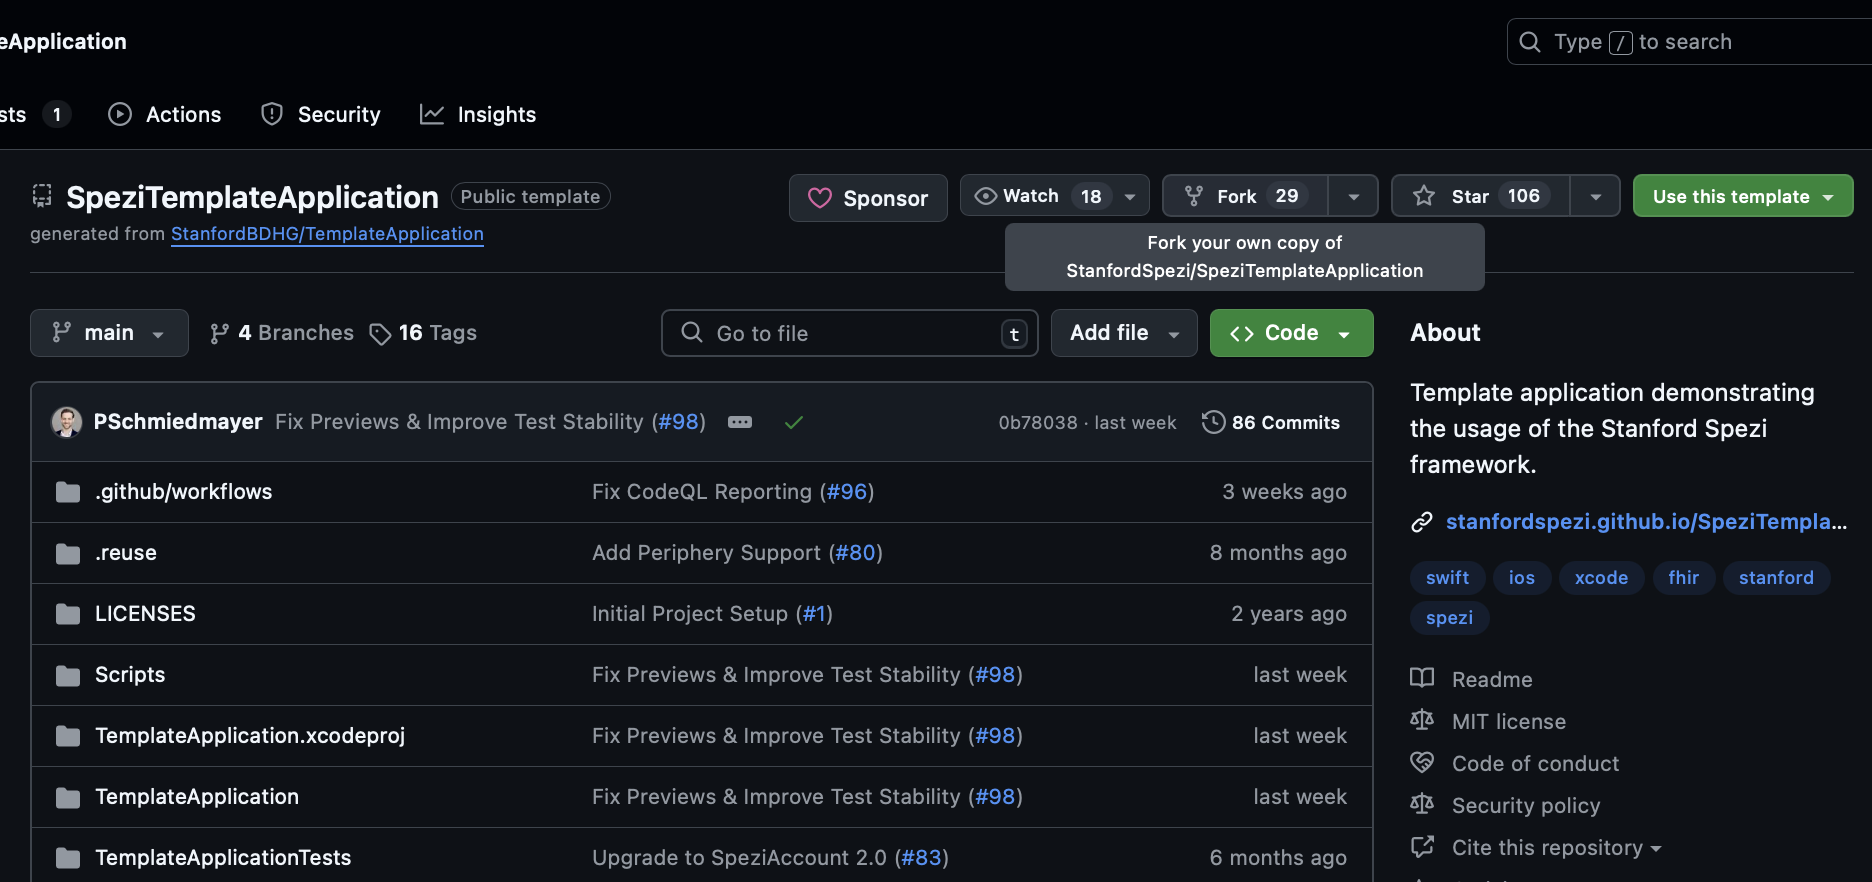 eApplication
Type / to search
sts 1 Actions Security Insights
SpeziTemplateApplication Public template
Sponsor Watch 18 Fork 29 Star 106 Use this template
generated from StanfordBDHG/TemplateApplication
Fork your own copy of
StanfordSpezi/SpeziTemplateApplication
main 4 Branches 16 Tags Go to file t Add file <> Code
PSchmiedmayer Fix Previews & Improve Test Stability (#98) 0b78038 · last week 86 Commits
.github/workflows Fix CodeQL Reporting (#96) 3 weeks ago
.reuse Add Periphery Support (#80) 8 months ago
LICENSES Initial Project Setup (#1) 2 years ago
Scripts Fix Previews & Improve Test Stability (#98) last week
TemplateApplication.xcodeproj Fix Previews & Improve Test Stability (#98) last week
TemplateApplication Fix Previews & Improve Test Stability (#98) last week
TemplateApplicationTests Upgrade to SpeziAccount 2.0 (#83) 6 months ago
About
Template application demonstrating
the usage of the Stanford Spezi
framework.
stanfordspezi.github.io/SpeziTempla...
swift ios xcode fhir stanford
spezi
Readme
MIT license
Code of conduct
Security policy
Cite this repository